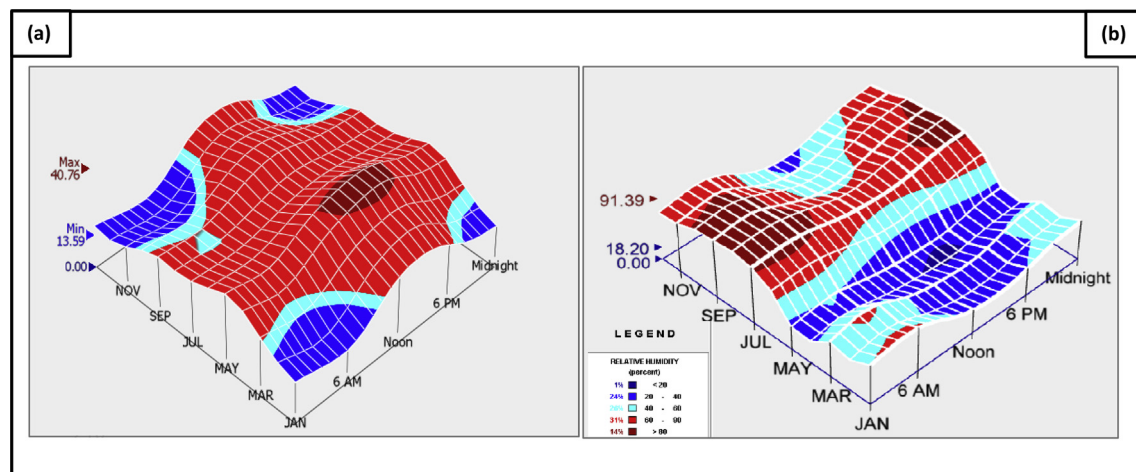 (a)
(b)
Max
40.76
Min
13.59
0.00
NOV
SEP
JUL
MAY
MAR
JAN
6 AM
Noon
6 PM
Midnight
91.39
18.20
0.00
NOV
SEP
JUL
MAY
MAR
JAN
6 AM
Noon
6 PM
Midnight
LEGEND
RELATIVE HUMIDITY
(percent)
1% < 20
24% 20 - 40
40 - 60
31% 60 - 80
14% > 80